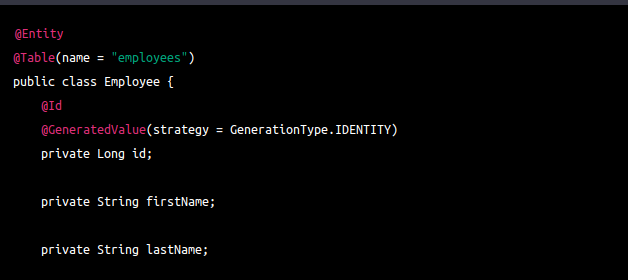 @Entity
@Table(name = "employees")
public class Employee {
    @Id
    @GeneratedValue(strategy = GenerationType.IDENTITY)
    private Long id;
    private String firstName;
    private String lastName;